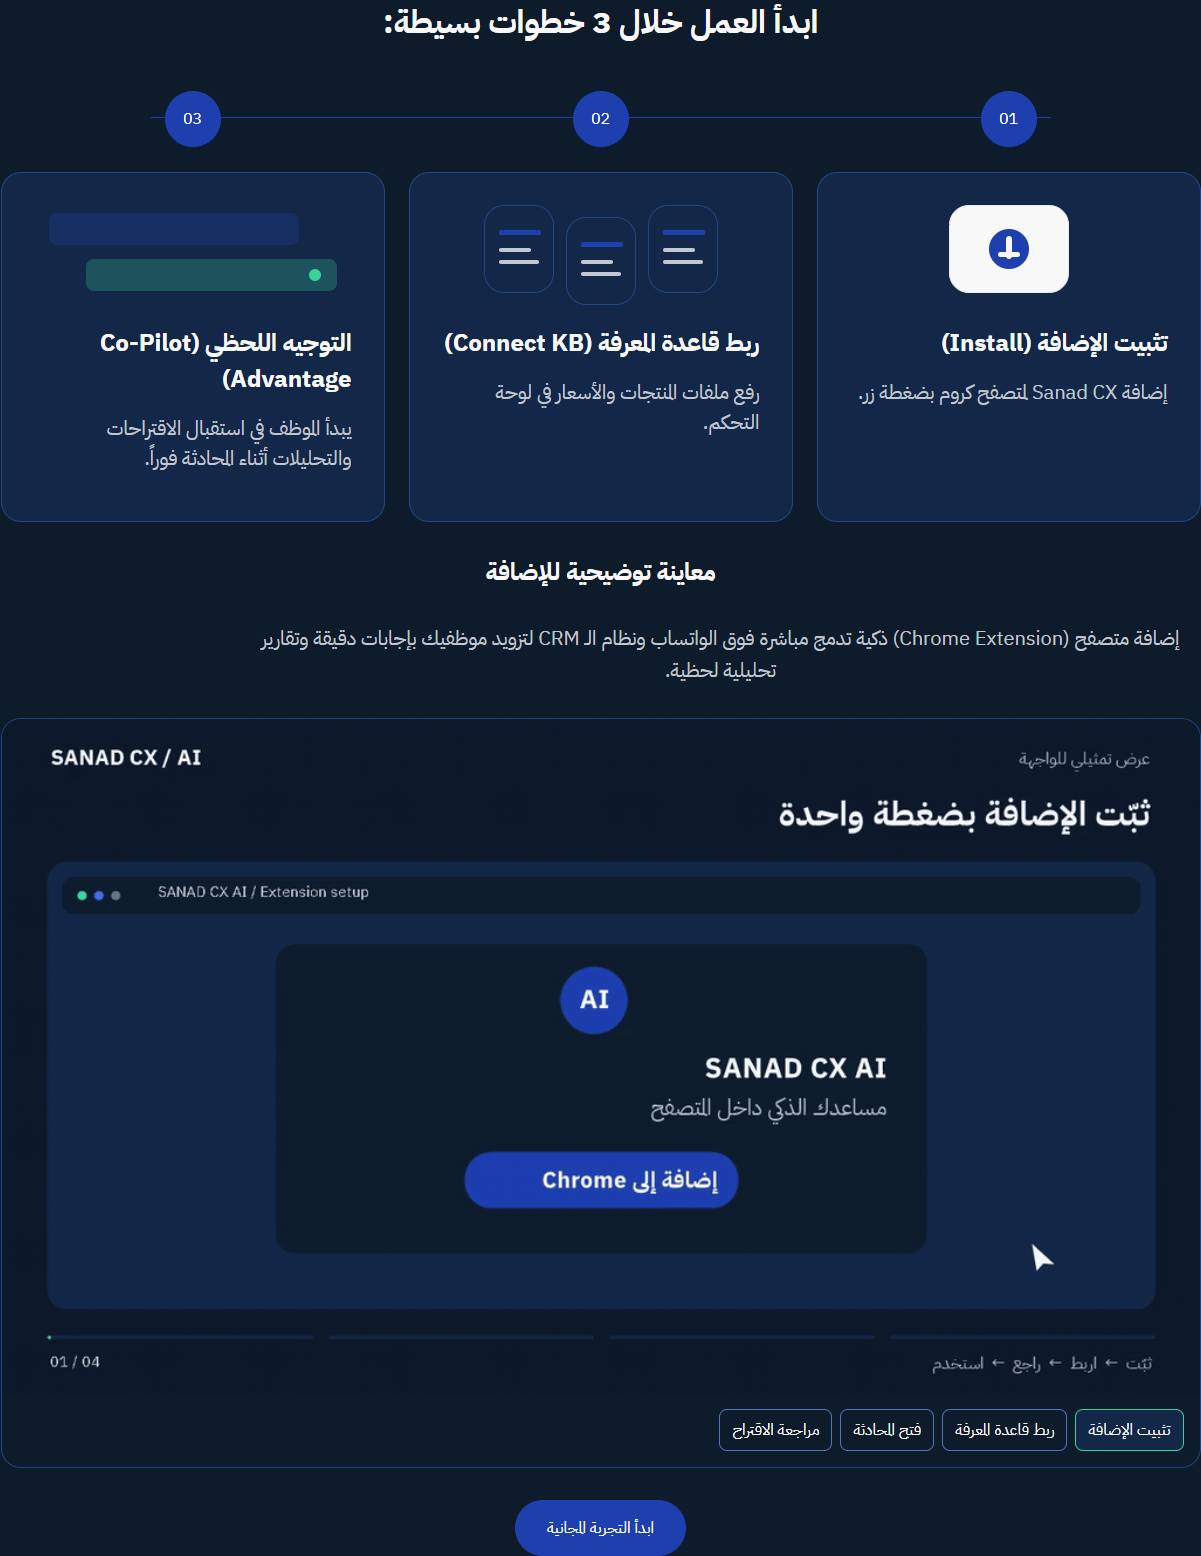 ابدأ العمل خلال 3 خطوات بسيطة:
01
02
03
تثبيت الإضافة (Install)
إضافة Sanad CX لمتصفح كروم بضغطة زر.
ربط قاعدة المعرفة (Connect KB)
رفع ملفات المنتجات والأسعار في لوحة
التحكم.
التوجيه اللحظي (Co-Pilot
Advantage)
يبدأ الموظف في استقبال الاقتراحات
والتحليلات أثناء المحادثة فوراً.
معاينة توضيحية للإضافة
إضافة متصفح (Chrome Extension) ذكية تدمج مباشرة فوق الواتساب ونظام الـ CRM لتزويد موظفيك بإجابات دقيقة وتقارير
تحليلية لحظية.
عرض تمثيلي للواجهة
SANAD CX / AI
ثبّت الإضافة بضغطة واحدة
SANAD CX AI / Extension setup
AI
SANAD CX AI
مساعدك الذكي داخل المتصفح
إضافة إلى Chrome
ثبّت ← اربط ← راجع ← استخدم
01 / 04
تثبيت الإضافة
ربط قاعدة المعرفة
فتح المحادثة
مراجعة الاقتراح
ابدأ التجربة المجانية